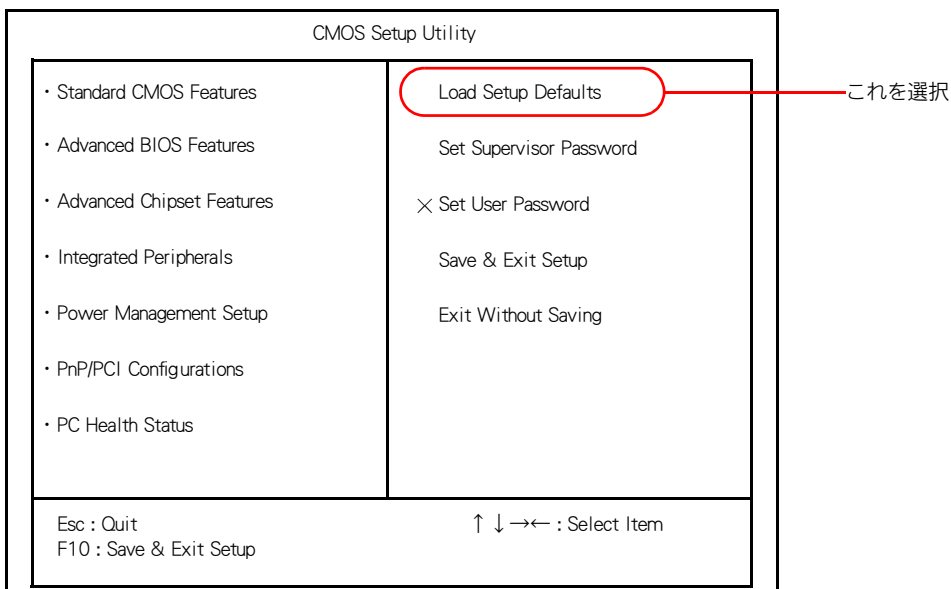 CMOS Setup Utility
・Standard CMOS Features
・Advanced BIOS Features
・Advanced Chipset Features
・Integrated Peripherals
・Power Management Setup
・PnP/PCI Configurations
・PC Health Status
Load Setup Defaults
これを選択
Set Supervisor Password
× Set User Password
Save & Exit Setup
Exit Without Saving
Esc : Quit
F10 : Save & Exit Setup
↑ ↓ → ← : Select Item